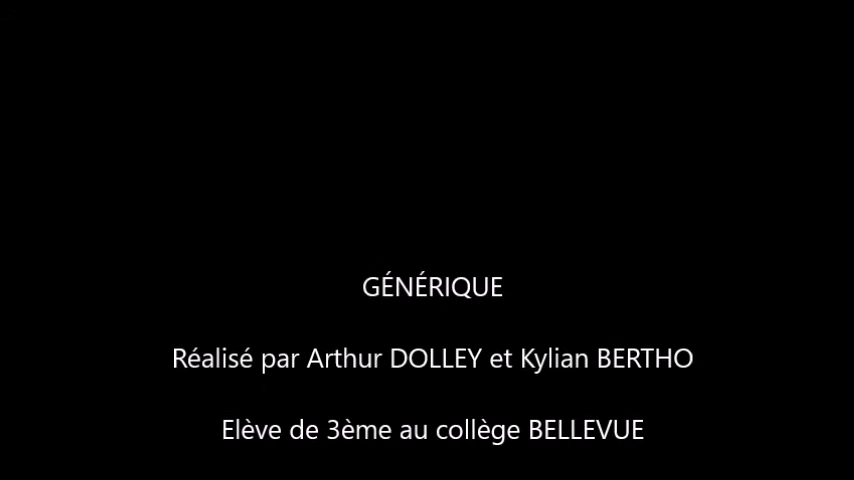 GÉNÉRIQUE
Réalisé par Arthur DOLLEY et Kylian BERTHO
Elève de 3ème au collège BELLEVUE